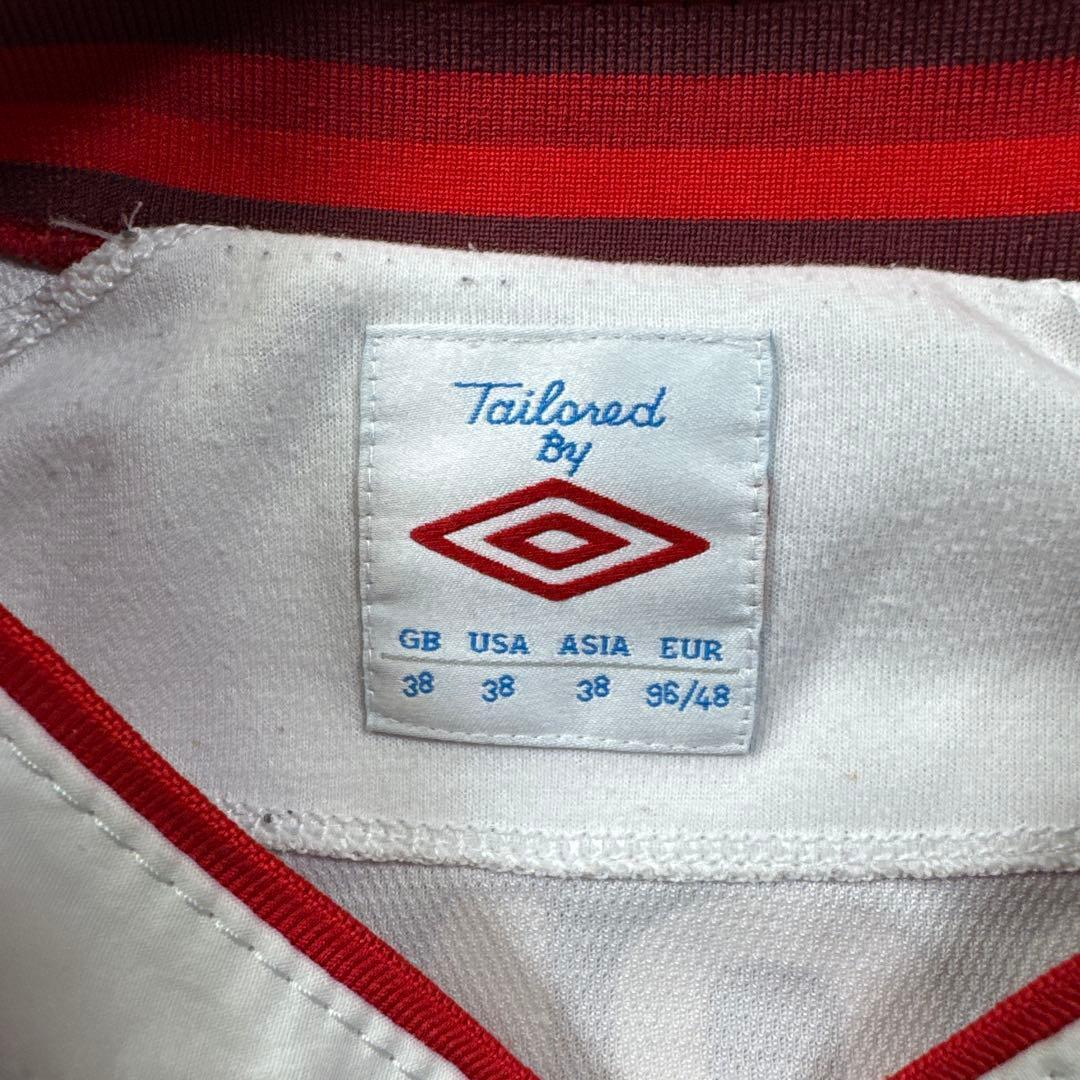 Tailored
By
GB USA ASIA EUR
38 38 38 96/48